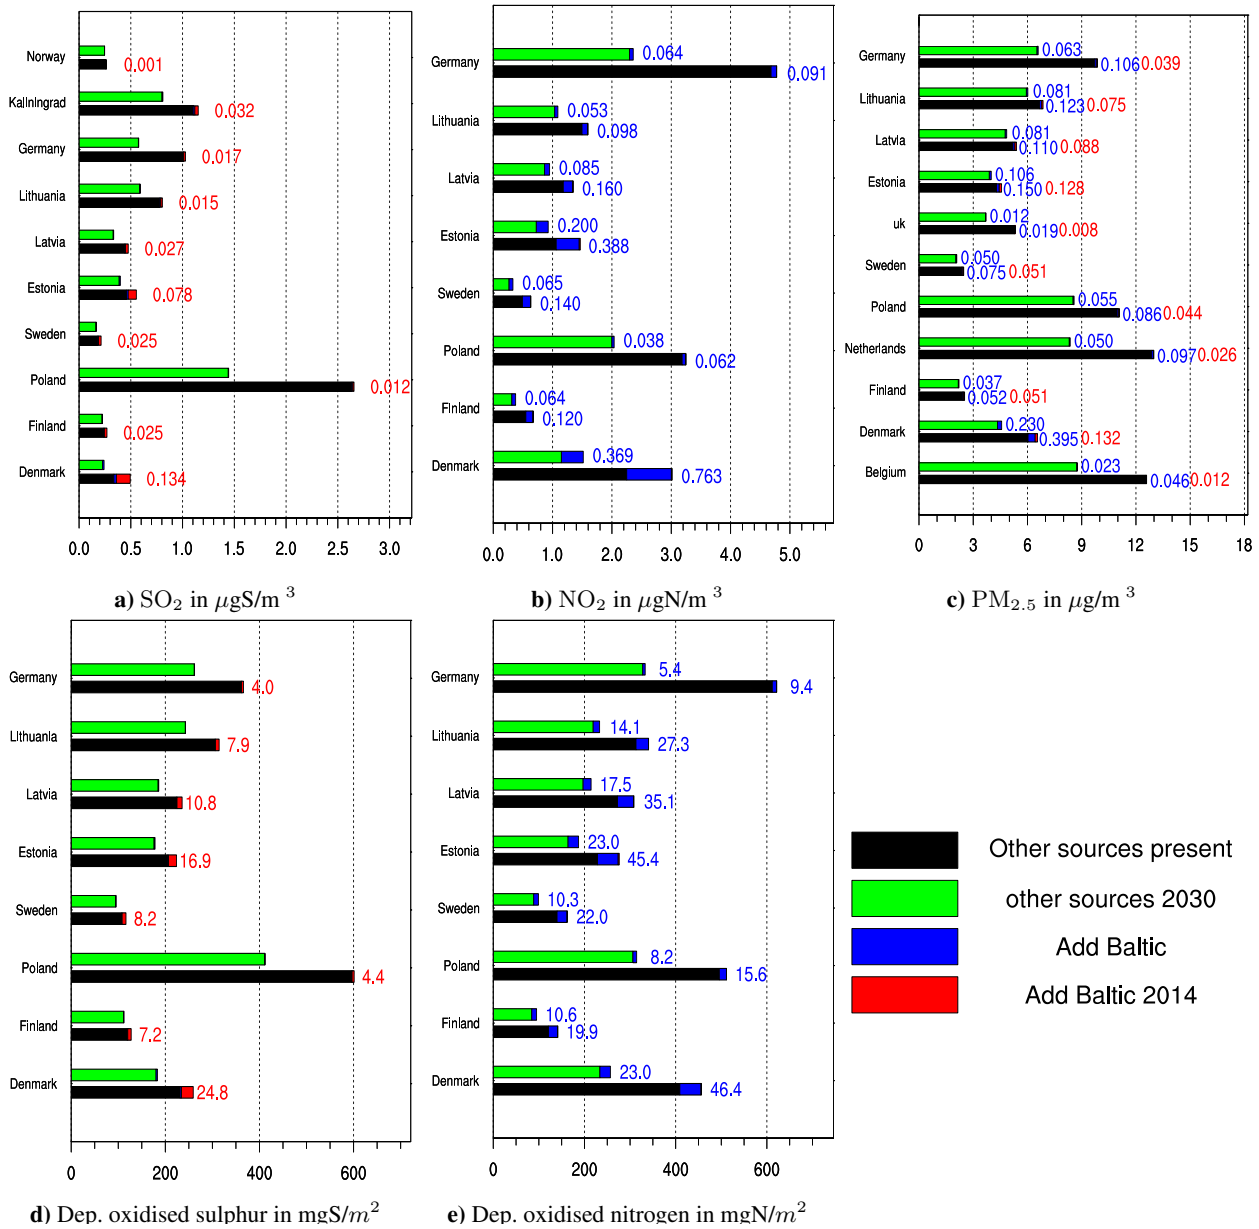 Norway
0.001
Kaliningrad
0.032
Germany
0.017
Lithuania
0.015
Latvia
0.027
Estonia
0.078
Sweden
0.025
Poland
0.012
Finland
0.025
Denmark
0.134
0.0 0.5 1.0 1.5 2.0 2.5 3.0
a) SO2 in μgS/m 3
Germany
0.064
0.091
Lithuania
0.053
0.098
Latvia
0.085
0.160
Estonia
0.200
0.388
Sweden
0.065
0.140
Poland
0.038
0.062
Finland
0.064
0.120
Denmark
0.369
0.763
0.0 1.0 2.0 3.0 4.0 5.0
b) NO2 in μgN/m 3
Germany
0.063
0.106 0.039
Lithuania
0.081
0.123 0.075
Latvia
0.081
0.110 0.088
Estonia
0.106
0.150 0.128
uk
0.012
0.019 0.008
Sweden
0.050
0.075 0.051
Poland
0.055
0.086 0.044
Netherlands
0.050
0.097 0.026
Finland
0.037
0.052 0.051
Denmark
0.230
0.395 0.132
Belgium
0.023
0.046 0.012
0 3 6 9 12 15 18
c) PM2.5 in μg/m 3
Germany
4.0
Lithuania
7.9
Latvia
10.8
Estonia
16.9
Sweden
8.2
Poland
4.4
Finland
7.2
Denmark
24.8
0 200 400 600
d) Dep. oxidised sulphur in mgS/m2
Germany
5.4
9.4
Lithuania
14.1
27.3
Latvia
17.5
35.1
Estonia
23.0
45.4
Sweden
10.3
22.0
Poland
8.2
15.6
Finland
10.6
19.9
Denmark
23.0
46.4
0 200 400 600
e) Dep. oxidised nitrogen in mgN/m2
Other sources present
other sources 2030
Add Baltic
Add Baltic 2014